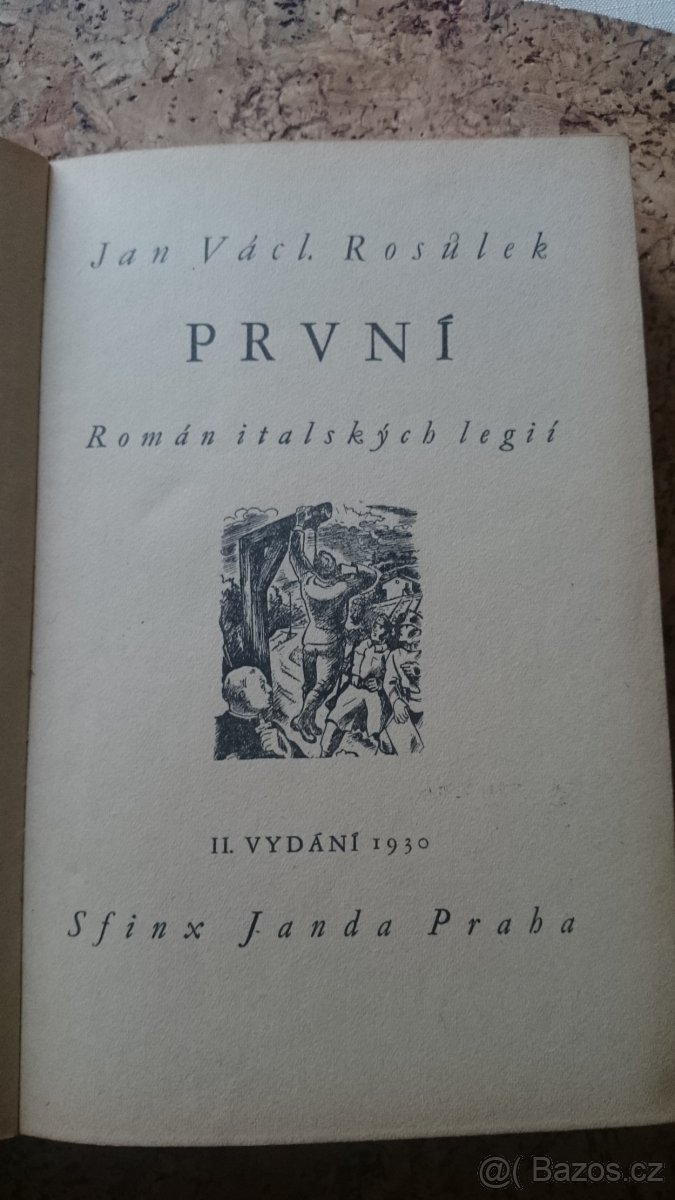 Jan Václ. Rosůlek
PRVNÍ
Román italských legií
II. VYDÁNÍ 1930
Sfinx Janda Praha
@( Bazos.cz